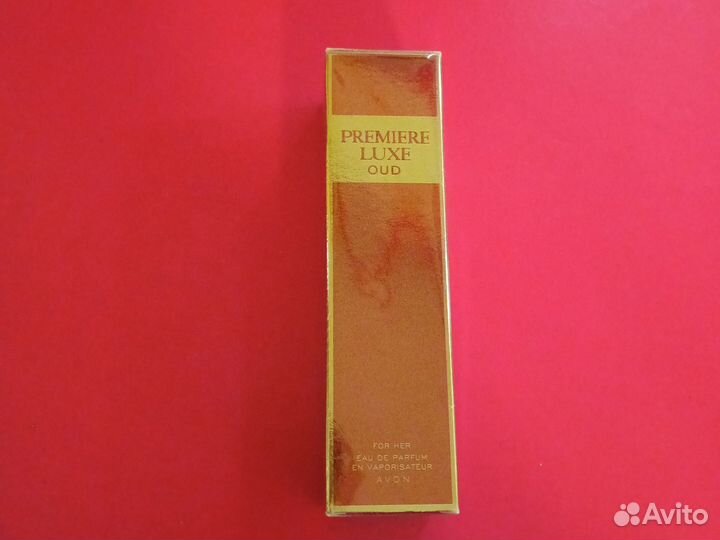 PREMIERE
LUXE
OUD
FOR HER
EAU DE PARFUM
EN VAPORISATEUR
AVON
Avito